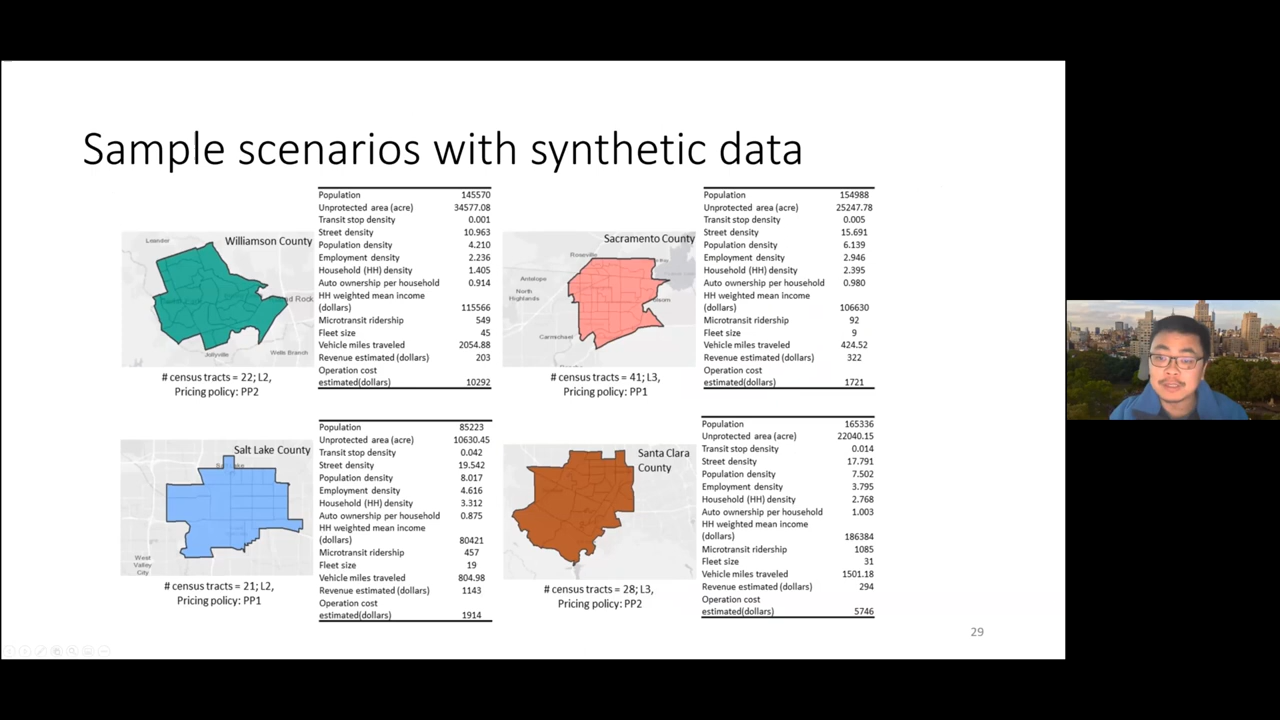 Sample scenarios with synthetic data
Leander
Williamson County
ed Rock
Jollyville
Wells Branch
# census tracts = 22; L2,
Pricing policy: PP2
Population 145570
Unprotected area (acre) 34577.08
Transit stop density 0.001
Street density 10.963
Population density 4.210
Employment density 2.236
Household (HH) density 1.405
Auto ownership per household 0.914
HH weighted mean income
(dollars) 115566
Microtransit ridership 549
Fleet size 45
Vehicle miles traveled 2054.88
Revenue estimated (dollars) 203
Operation cost
estimated(dollars) 10292
Sacramento County
Roseville
Antelope
North
Highlands
Carmichael
# census tracts = 41; L3,
Pricing policy: PP1
Population 154988
Unprotected area (acre) 25247.78
Transit stop density 0.005
Street density 15.691
Population density 6.139
Employment density 2.946
Household (HH) density 2.395
Auto ownership per household 0.980
HH weighted mean income
(dollars) 106630
Microtransit ridership 92
Fleet size 9
Vehicle miles traveled 424.52
Revenue estimated (dollars) 322
Operation cost
estimated(dollars) 1721
Salt Lake County
West
Valley
City
# census tracts = 21; L2,
Pricing policy: PP1
Population 85223
Unprotected area (acre) 10630.45
Transit stop density 0.042
Street density 19.542
Population density 8.017
Employment density 4.616
Household (HH) density 3.312
Auto ownership per household 0.875
HH weighted mean income
(dollars) 80421
Microtransit ridership 457
Fleet size 19
Vehicle miles traveled 804.98
Revenue estimated (dollars) 1143
Operation cost
estimated(dollars) 1914
Santa Clara
County
# census tracts = 28; L3,
Pricing policy: PP2
Population 165336
Unprotected area (acre) 22040.15
Transit stop density 0.014
Street density 17.791
Population density 7.502
Employment density 3.795
Household (HH) density 2.768
Auto ownership per household 1.003
HH weighted mean income
(dollars) 186384
Microtransit ridership 1085
Fleet size 31
Vehicle miles traveled 1501.18
Revenue estimated (dollars) 294
Operation cost
estimated(dollars) 5746
29